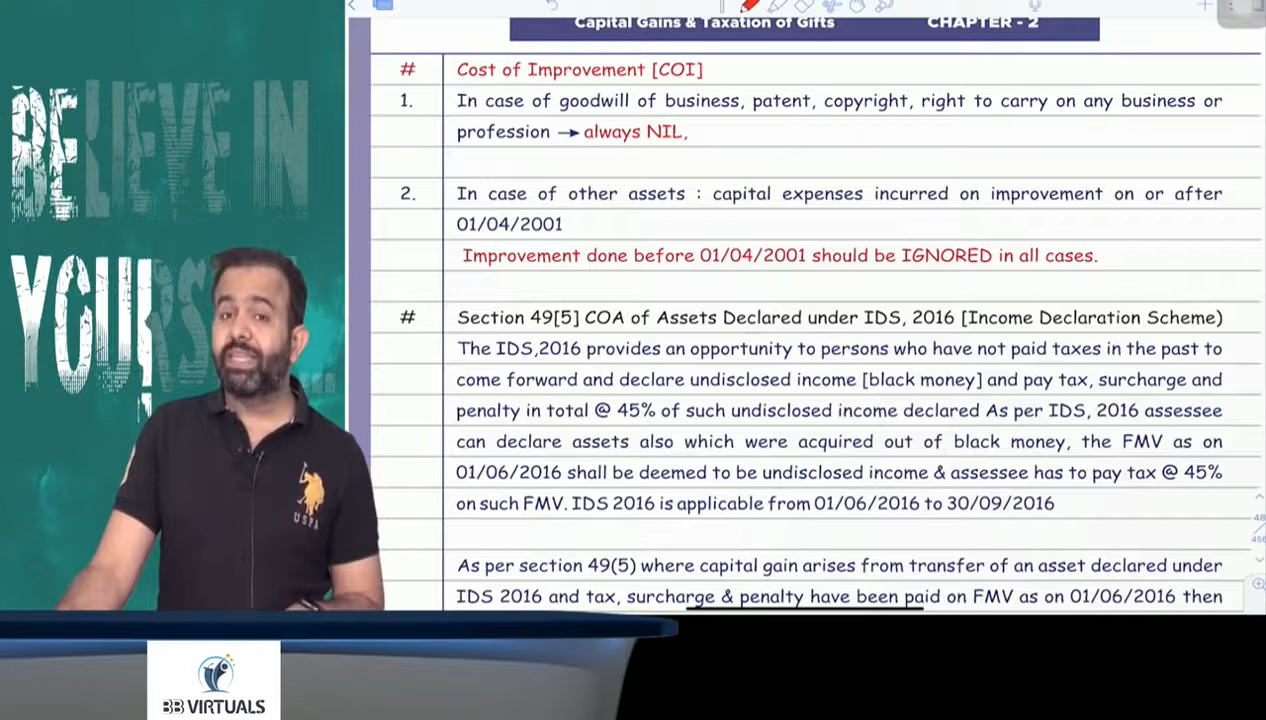 BELIEVE IN
YOURS
Capital Gains & Taxation of Gifts CHAPTER - 2
# Cost of Improvement [COI]
1. In case of goodwill of business, patent, copyright, right to carry on any business or
profession → always NIL,
2. In case of other assets : capital expenses incurred on improvement on or after
01/04/2001
Improvement done before 01/04/2001 should be IGNORED in all cases.
# Section 49[5] COA of Assets Declared under IDS, 2016 [Income Declaration Scheme)
The IDS,2016 provides an opportunity to persons who have not paid taxes in the past to
come forward and declare undisclosed income [black money] and pay tax, surcharge and
penalty in total @ 45% of such undisclosed income declared As per IDS, 2016 assessee
can declare assets also which were acquired out of black money, the FMV as on
01/06/2016 shall be deemed to be undisclosed income & assessee has to pay tax @ 45%
on such FMV. IDS 2016 is applicable from 01/06/2016 to 30/09/2016
As per section 49(5) where capital gain arises from transfer of an asset declared under
IDS 2016 and tax, surcharge & penalty have been paid on FMV as on 01/06/2016 then
USPA
BB VIRTUALS